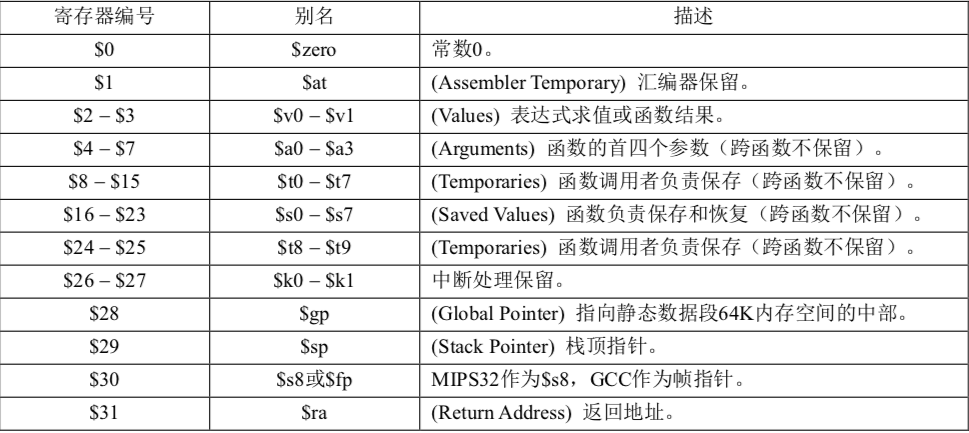 寄存器编号 别名 描述
$0 $zero 常数0。
$1 $at (Assembler Temporary) 汇编器保留。
$2 – $3 $v0 – $v1 (Values) 表达式求值或函数结果。
$4 – $7 $a0 – $a3 (Arguments) 函数的首四个参数（跨函数不保留）。
$8 – $15 $t0 – $t7 (Temporaries) 函数调用者负责保存（跨函数不保留）。
$16 – $23 $s0 – $s7 (Saved Values) 函数负责保存和恢复（跨函数不保留）。
$24 – $25 $t8 – $t9 (Temporaries) 函数调用者负责保存（跨函数不保留）。
$26 – $27 $k0 – $k1 中断处理保留。
$28 $gp (Global Pointer) 指向静态数据段64K内存空间的中部。
$29 $sp (Stack Pointer) 栈顶指针。
$30 $s8或$fp MIPS32作为$s8，GCC作为帧指针。
$31 $ra (Return Address) 返回地址。